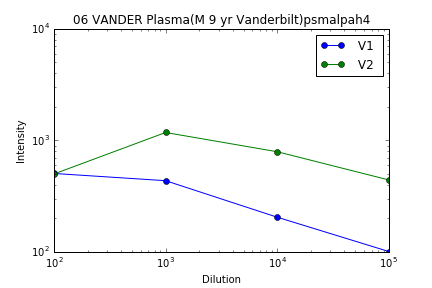 06 VANDER Plasma(M 9 yr Vanderbilt)psmalpah4
10^4
V1
V2
10^3
Intensity
10^2
10^2 10^3 10^4 10^5
Dilution